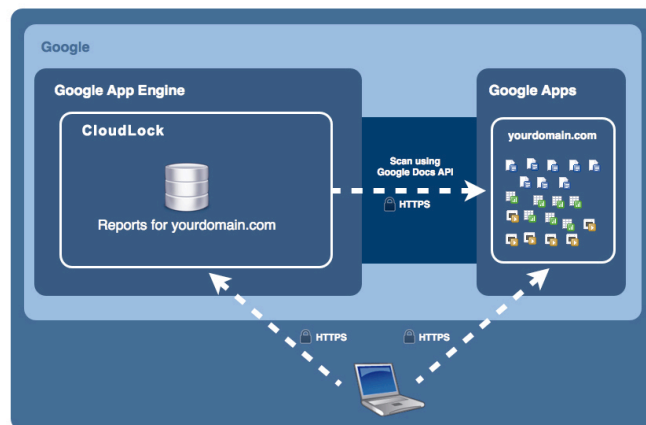 Google
Google App Engine
Google Apps
CloudLock
yourdomain.com
Scan using
Google Docs API
HTTPS
Reports for yourdomain.com
HTTPS
HTTPS